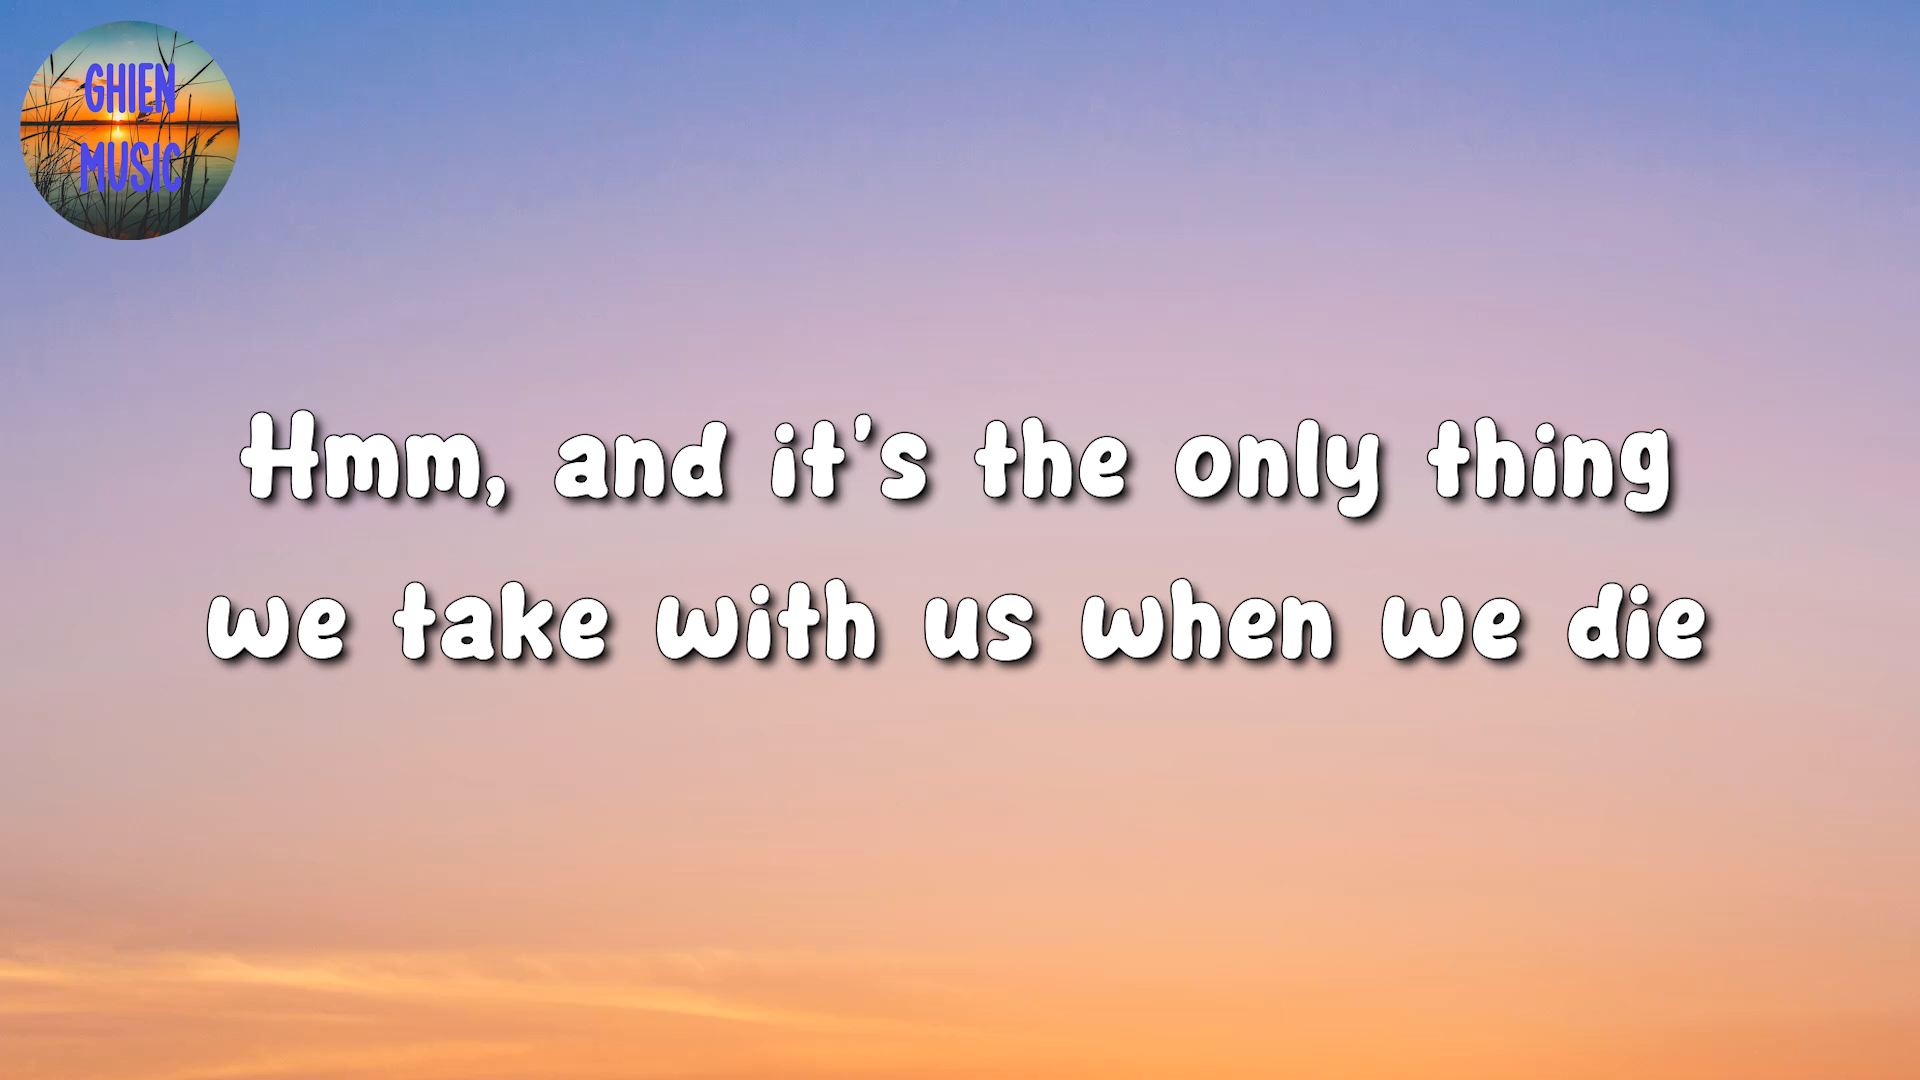 GHIEN
MUSIC
Hmm, and it's the only thing
we take with us when we die